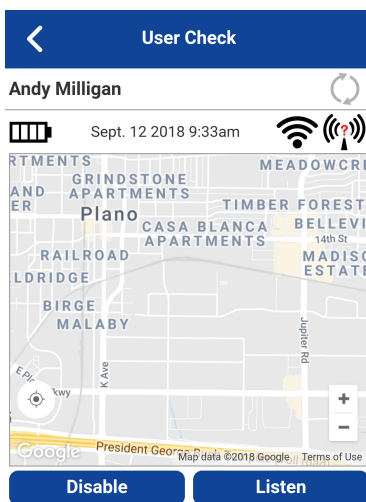 User Check
Andy Milligan
Sept. 12 2018 9:33am
?
RTMENTS
MEADOWCRE
GRINDSTONE
AND APARTMENTS
ER
TIMBER FOREST
Plano
CASA BLANCA
APARTMENTS
BELLEVI
14th St
RAILROAD
MADISO
ESTATE
LDRIDGE
BIRGE
MALABY
Jupiter Rd
K Ave
E Pl
kwy
+
−
Google
President George
Map data ©2018 Google
Terms of Use
Disable
Listen